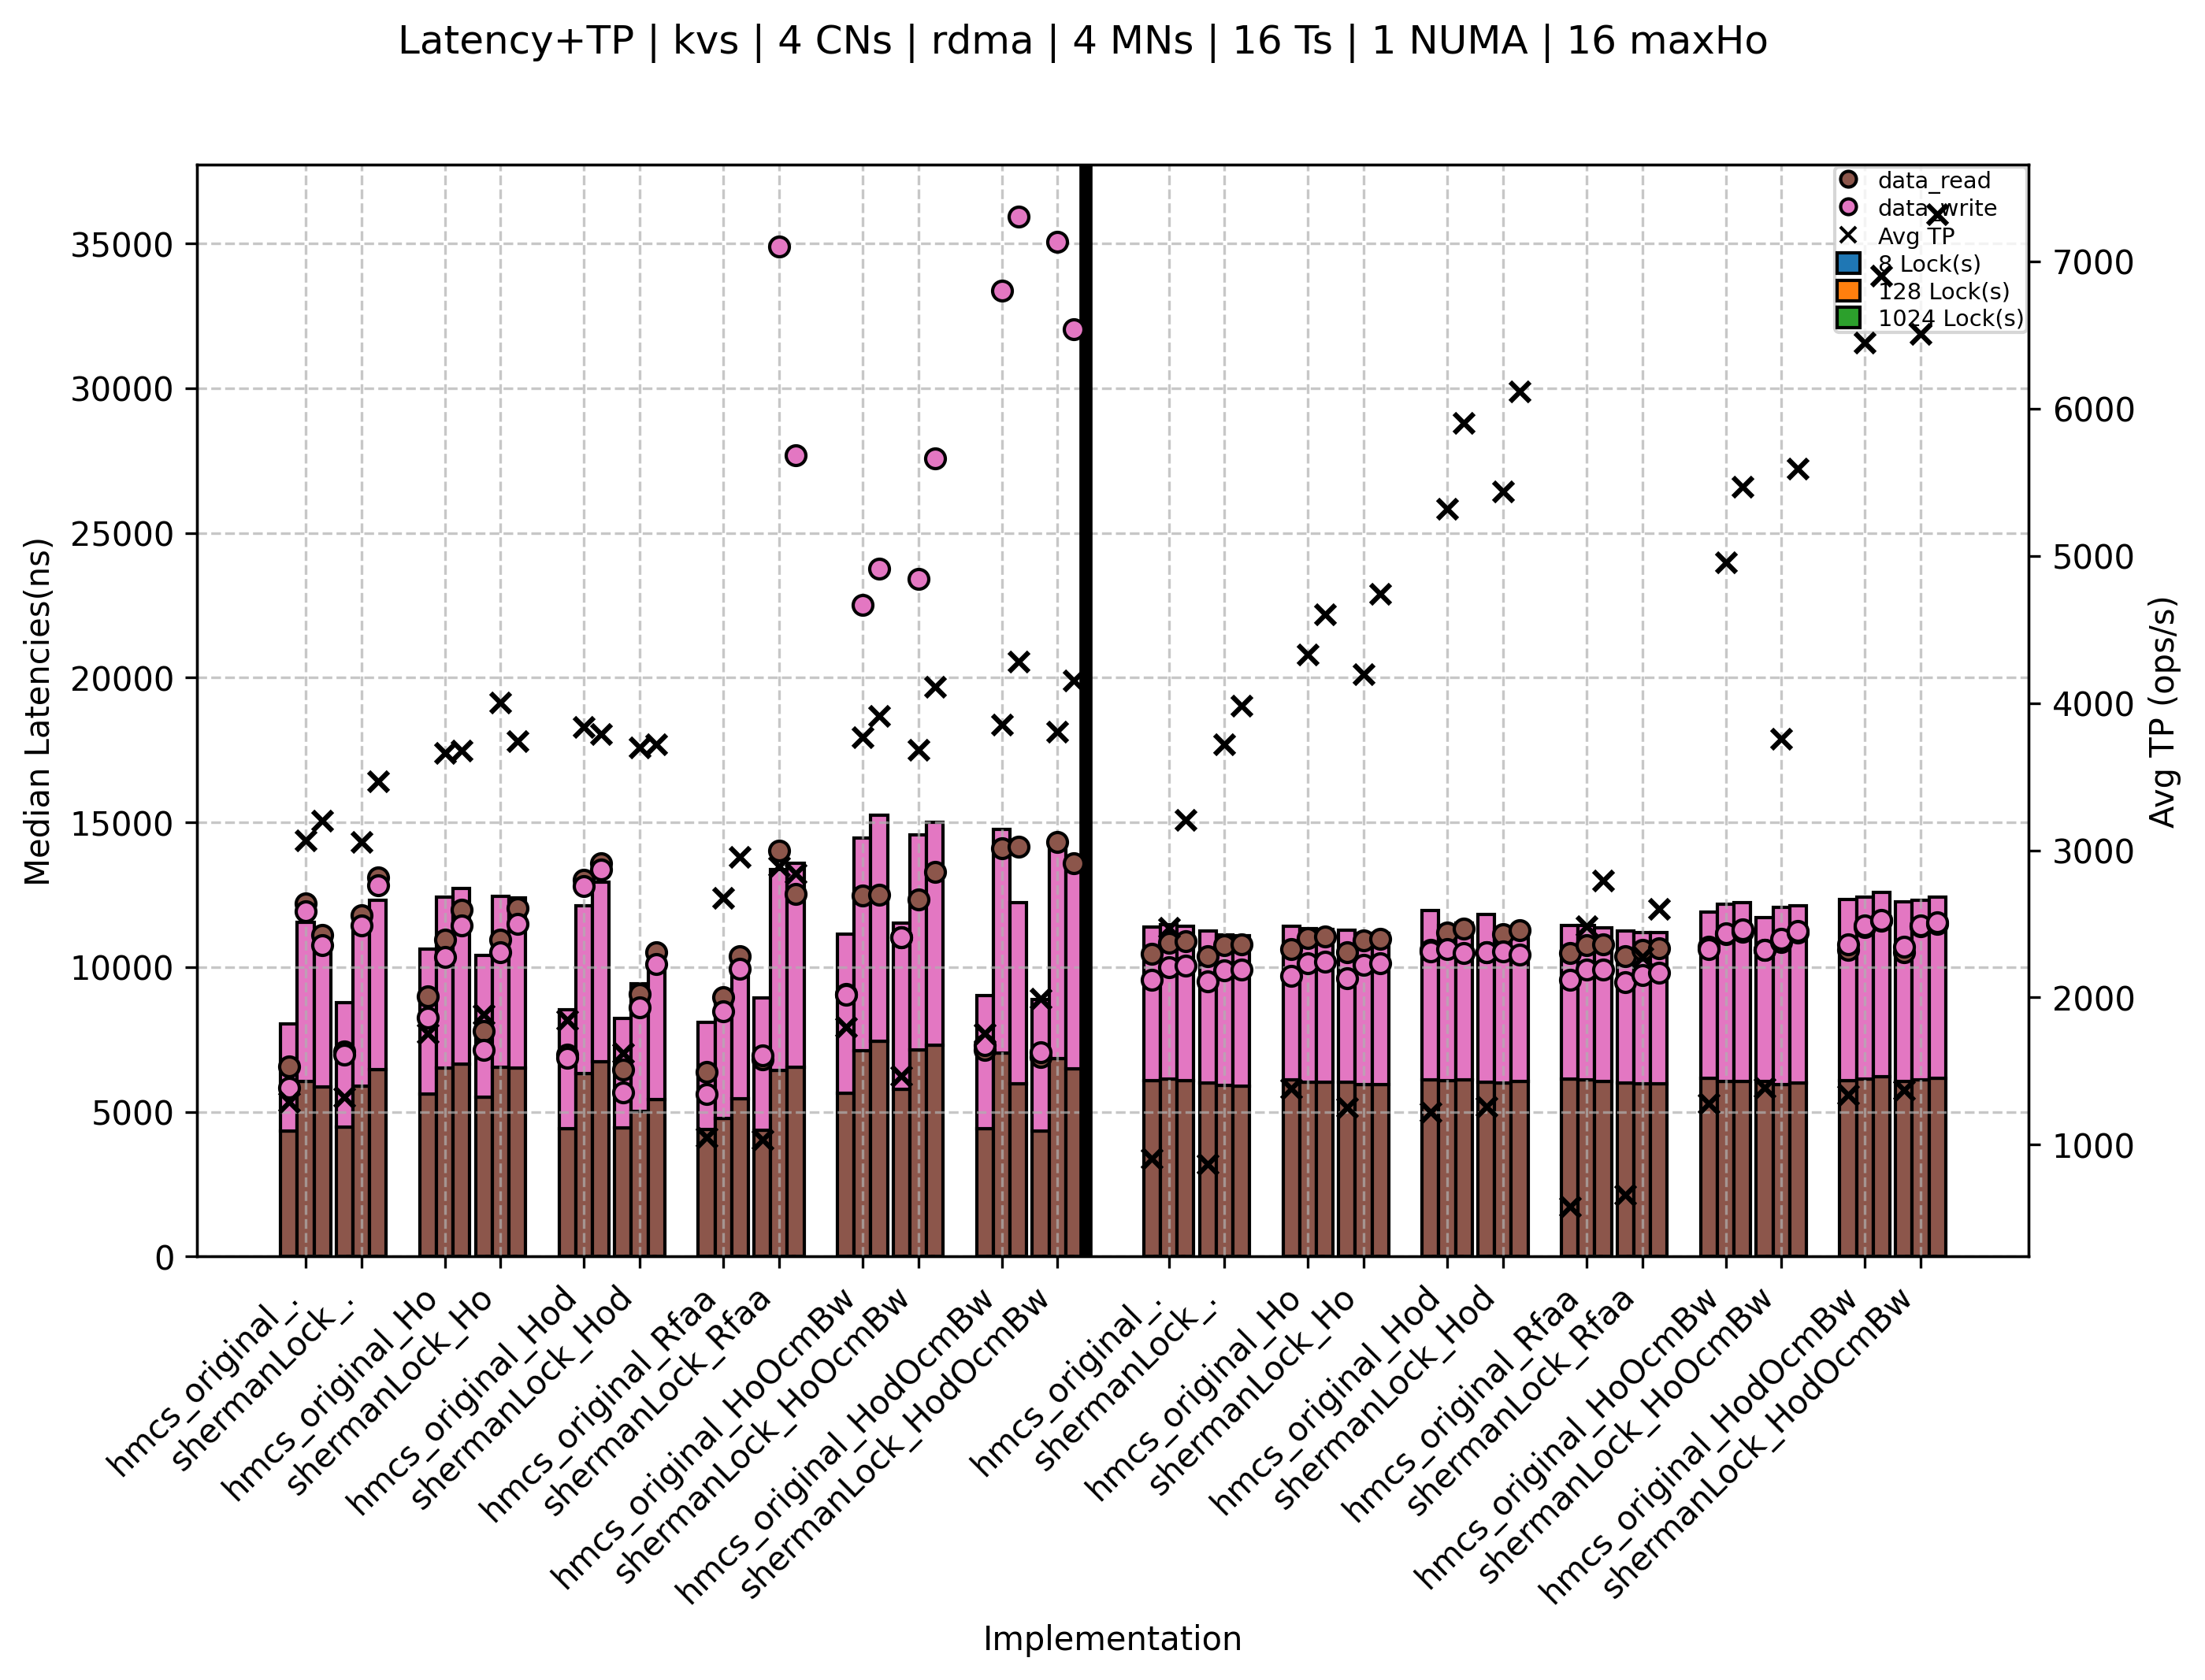 Latency+TP | kvs | 4 CNs | rdma | 4 MNs | 16 Ts | 1 NUMA | 16 maxHo
data_read
data_write
Avg TP
8 Lock(s)
128 Lock(s)
1024 Lock(s)
Median Latencies(ns)
35000
30000
25000
20000
15000
10000
5000
0
7000
6000
5000
4000
3000
2000
1000
Avg TP (ops/s)
hmcs_original_.
shermanLock_.
hmcs_original_Ho
shermanLock_Ho
hmcs_original_Hod
shermanLock_Hod
hmcs_original_Rfaa
shermanLock_Rfaa
hmcs_original_HoOcmBw
shermanLock_HoOcmBw
hmcs_original_HodOcmBw
shermanLock_HodOcmBw
hmcs_original_.
shermanLock_.
hmcs_original_Ho
shermanLock_Ho
hmcs_original_Hod
shermanLock_Hod
hmcs_original_Rfaa
shermanLock_Rfaa
hmcs_original_HoOcmBw
shermanLock_HoOcmBw
hmcs_original_HodOcmBw
shermanLock_HodOcmBw
Implementation